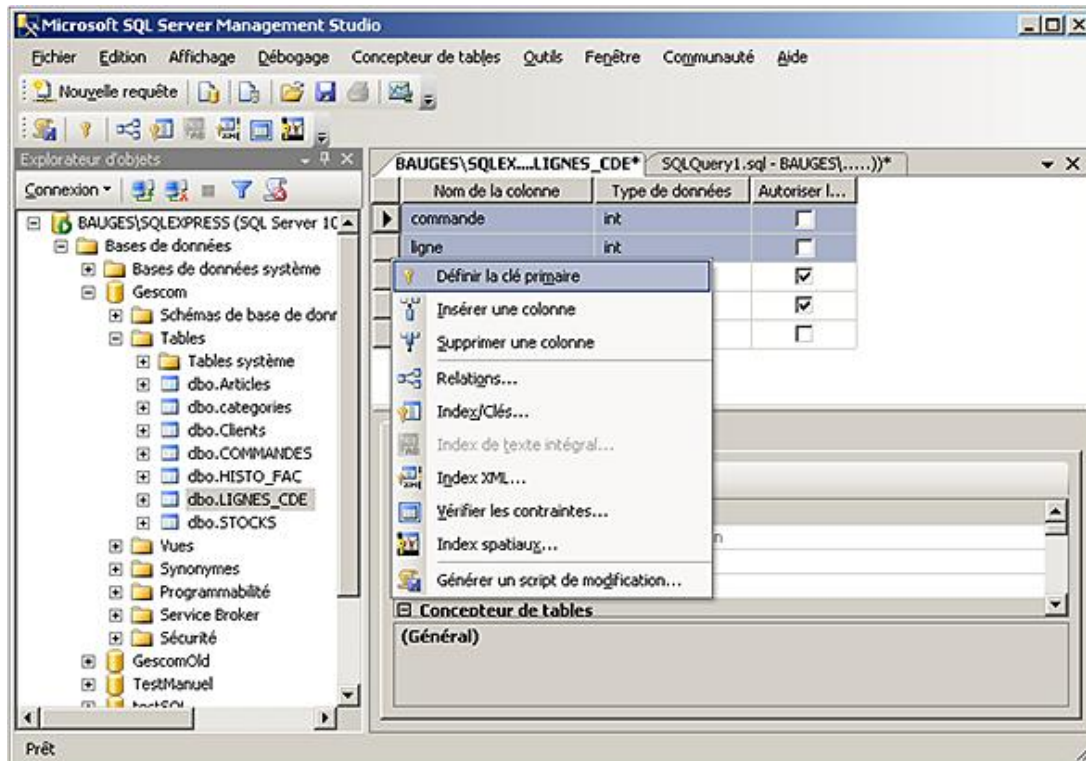 Microsoft SQL Server Management Studio
Fichier Edition Affichage Débogage Concepteur de tables Outils Fenêtre Communauté Aide
Nouvelle requête
Explorateur d'objets
Connexion
BAUGES\SQLEXPRESS (SQL Server 10
Bases de données
Bases de données système
Gescom
Schémas de base de donr
Tables
Tables système
dbo.Articles
dbo.categories
dbo.Clients
dbo.COMMANDES
dbo.HISTO_FAC
dbo.LIGNES_CDE
dbo.STOCKS
Vues
Synonymes
Programmabilité
Service Broker
Sécurité
GescomOld
TestManuel
testSQL
BAUGES\SQLEX....LIGNES_CDE* SQLQuery1.sql - BAUGES\.....))*
Nom de la colonne Type de données Autoriser l...
commande int
ligne int
Définir la clé primaire
Insérer une colonne
Supprimer une colonne
Relations...
Index/Clés...
Index de texte intégral...
Index XML...
Vérifier les contraintes...
Index spatiaux...
Générer un script de modification...
n
Concepteur de tables
(Général)
Prêt